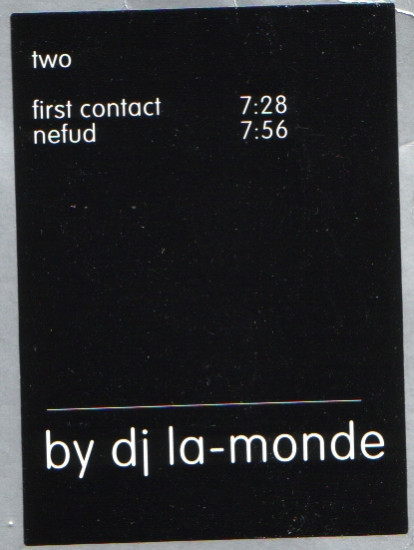 two
first contact 7:28
nefud 7:56
by dj la-monde